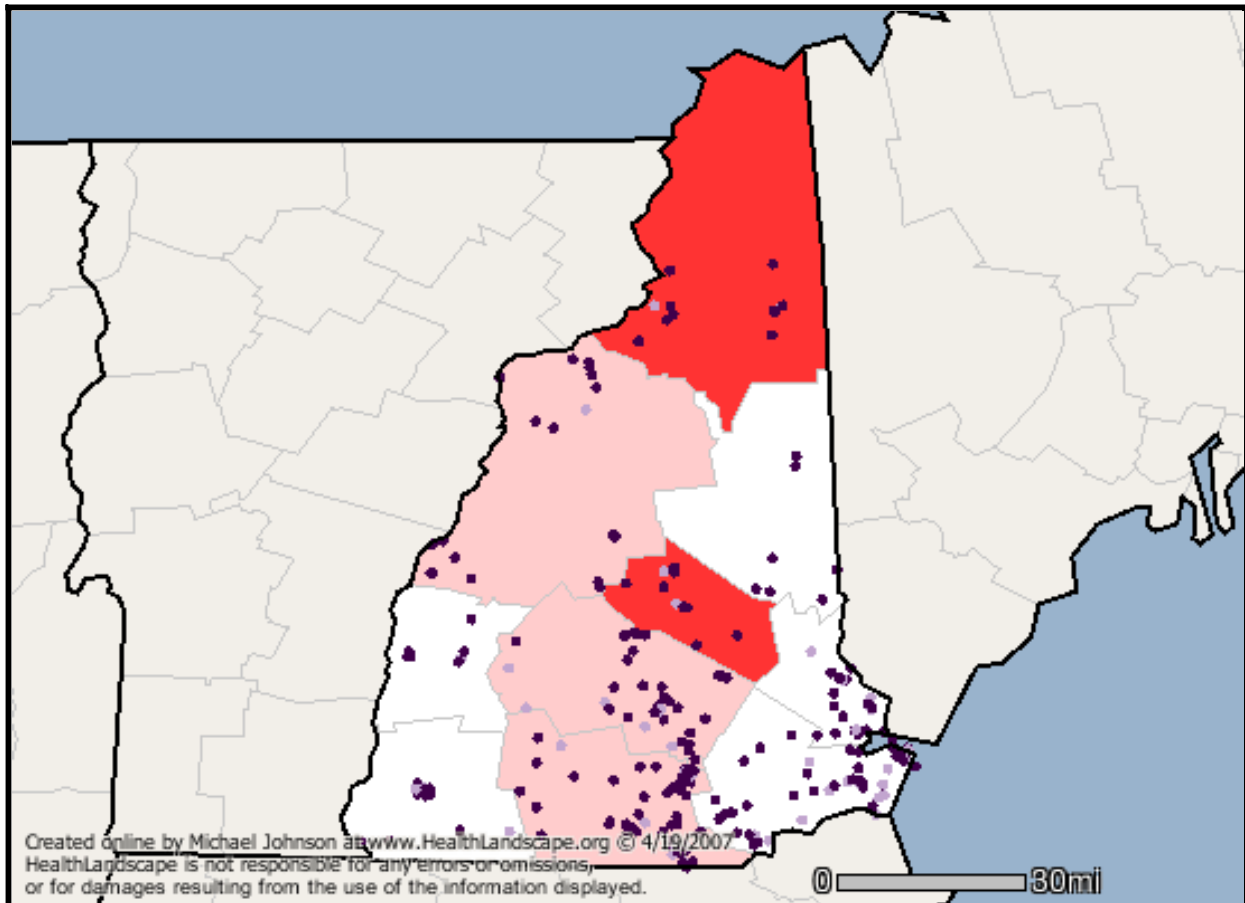 Created online by Michael Johnson at www.HealthLandscape.org © 4/19/2007
HealthLandscape is not responsible for any errors or omissions,
or for damages resulting from the use of the information displayed.
0 30mi